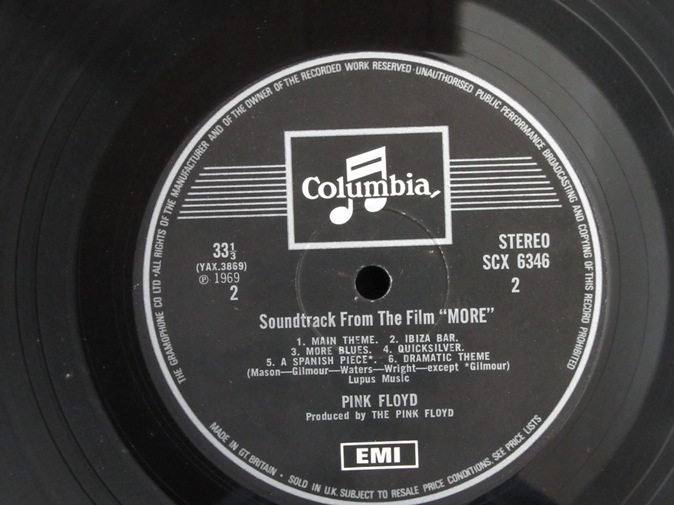 THE GRAMOPHONE CO LTD · ALL RIGHTS OF THE MANUFACTURER AND OF THE OWNER OF THE RECORDED WORK RESERVED · UNAUTHORISED PUBLIC PERFORMANCE BROADCASTING AND COPYING OF THIS RECORD PROHIBITED
Columbia
33⅓
(YAX.3869)
℗ 1969
2
STEREO
SCX 6346
2
Soundtrack From The Film "MORE"
1. MAIN THEME. 2. IBIZA BAR.
3. MORE BLUES. 4. QUICKSILVER.
5. A SPANISH PIECE*. 6. DRAMATIC THEME
(Mason—Gilmour—Waters—Wright—except *Gilmour)
Lupus Music
PINK FLOYD
Produced by THE PINK FLOYD
EMI
MADE IN GT BRITAIN · SOLD IN U.K. SUBJECT TO RESALE PRICE CONDITIONS. SEE PRICE LISTS